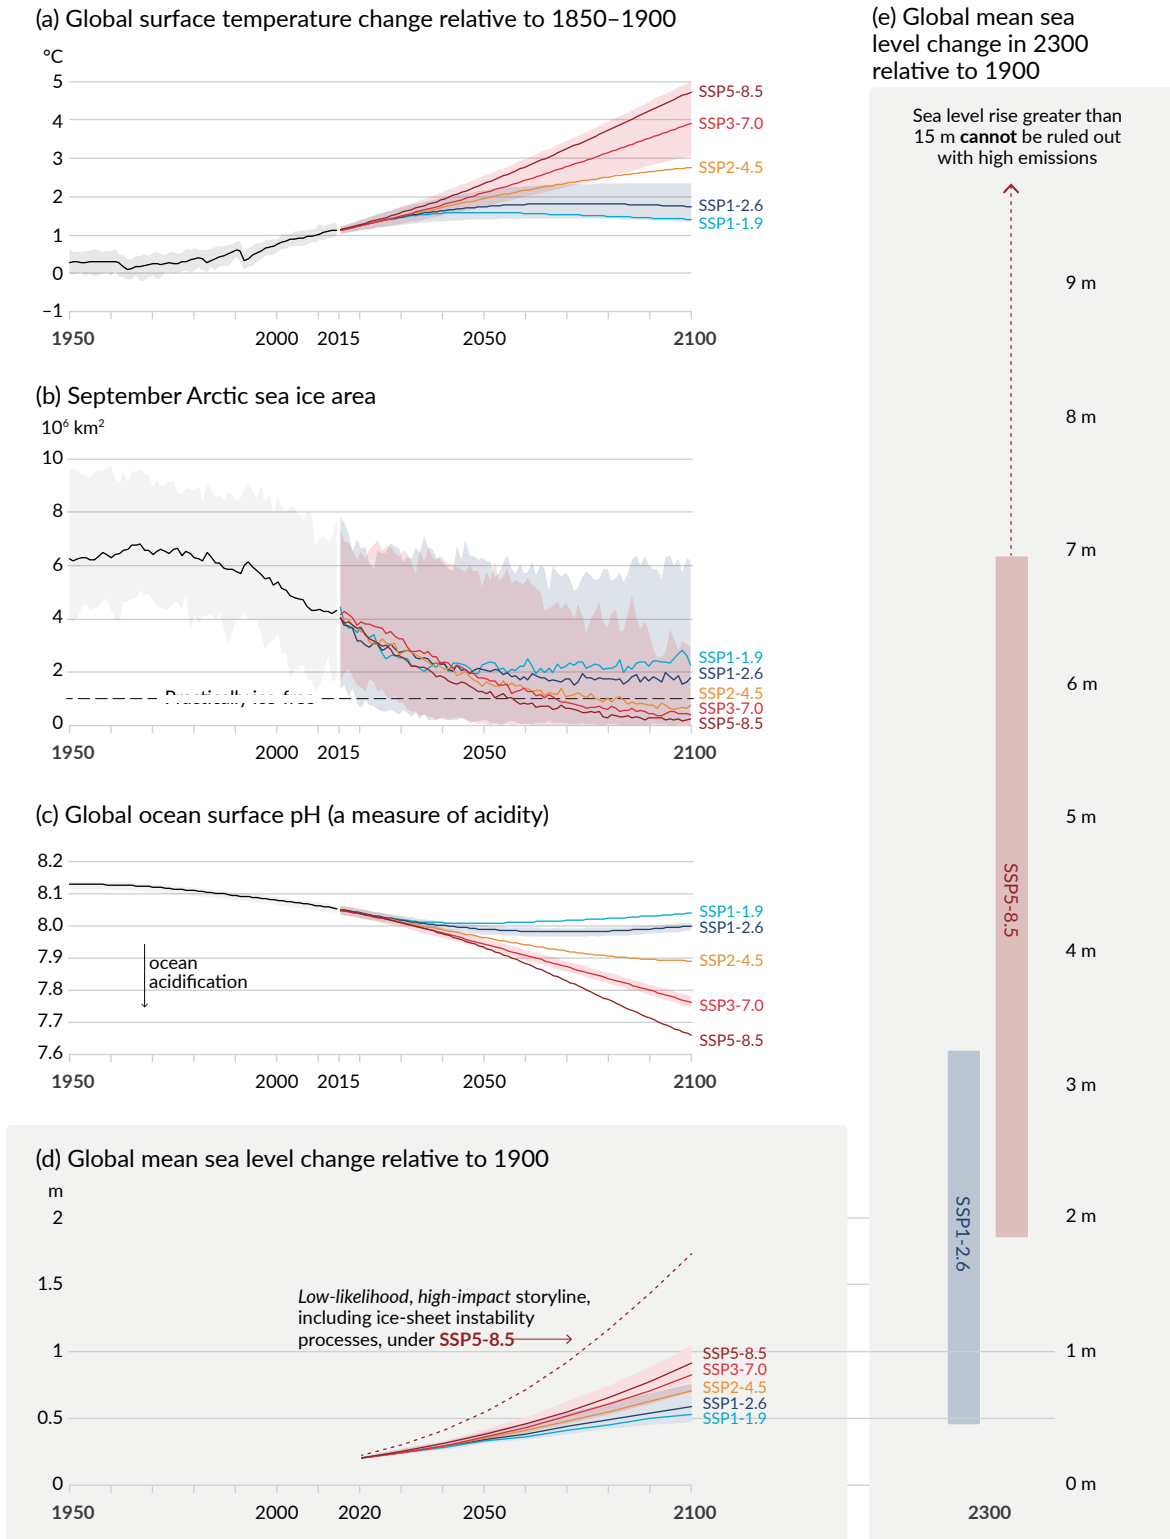 (a) Global surface temperature change relative to 1850–1900
°C
5
4
3
2
1
0
–1
1950
2000
2015
2050
2100
SSP5-8.5
SSP3-7.0
SSP2-4.5
SSP1-2.6
SSP1-1.9
(b) September Arctic sea ice area
10⁶ km²
10
8
6
4
2
0
Practically ice-free
1950
2000
2015
2050
2100
SSP1-1.9
SSP1-2.6
SSP2-4.5
SSP3-7.0
SSP5-8.5
(c) Global ocean surface pH (a measure of acidity)
8.2
8.1
8.0
7.9
7.8
7.7
7.6
ocean
acidification
1950
2000
2015
2050
2100
SSP1-1.9
SSP1-2.6
SSP2-4.5
SSP3-7.0
SSP5-8.5
(d) Global mean sea level change relative to 1900
m
2
1.5
1
0.5
0
Low-likelihood, high-impact storyline,
including ice-sheet instability
processes, under SSP5-8.5
1950
2000
2020
2050
2100
SSP5-8.5
SSP3-7.0
SSP2-4.5
SSP1-2.6
SSP1-1.9
(e) Global mean sea
level change in 2300
relative to 1900
Sea level rise greater than
15 m cannot be ruled out
with high emissions
9 m
8 m
7 m
6 m
5 m
4 m
3 m
2 m
1 m
0 m
SSP5-8.5
SSP1-2.6
2300